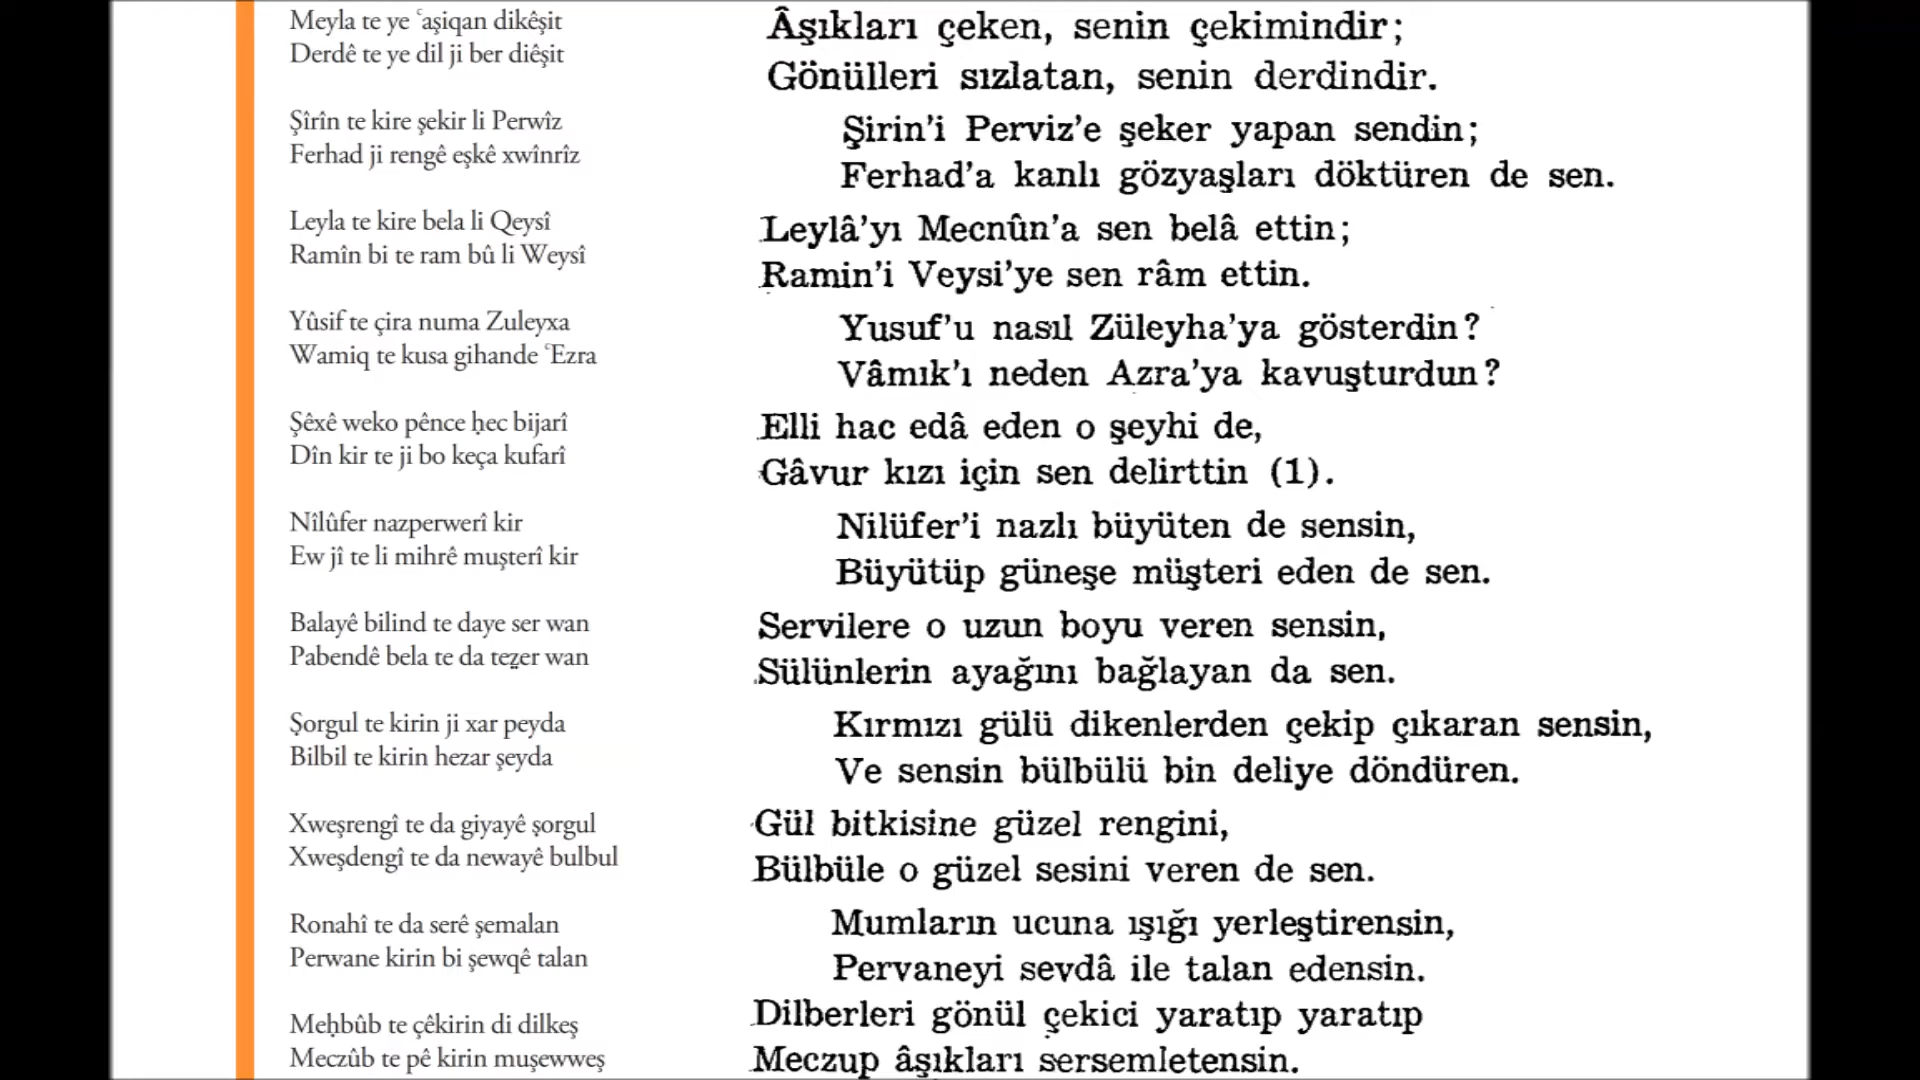 Meyla te ye ʿaşiqan dikêşit
Derdê te ye dil ji ber diêşit
Şîrîn te kire şekir li Perwîz
Ferhad ji rengê eşkê xwînrîz
Leyla te kire bela li Qeysî
Ramîn bi te ram bû li Weysî
Yûsif te çira numa Zuleyxa
Wamiq te kusa gihande ʿEzra
Şêxê weko pênce ḥec bijarî
Dîn kir te ji bo keça kufarî
Nîlûfer nazperwerî kir
Ew jî te li mihrê muşterî kir
Balayê bilind te daye ser wan
Pabendê bela te da teẓer wan
Şorgul te kirin ji xar peyda
Bilbil te kirin hezar şeyda
Xweşrengî te da giyayê şorgul
Xweşdengî te da newayê bulbul
Ronahî te da serê şemalan
Perwane kirin bi şewqê talan
Meḥbûb te çêkirin di dilkeş
Meczûb te pê kirin muşewweş
Âşıkları çeken, senin çekimindir;
Gönülleri sızlatan, senin derdindir.
Şirin'i Perviz'e şeker yapan sendin;
Ferhad'a kanlı gözyaşları döktüren de sen.
Leylâ'yı Mecnûn'a sen belâ ettin;
Ramin'i Veysi'ye sen râm ettin.
Yusuf'u nasıl Züleyha'ya gösterdin?
Vâmık'ı neden Azra'ya kavuşturdun?
Elli hac edâ eden o şeyhi de,
Gâvur kızı için sen delirttin (1).
Nilüfer'i nazlı büyüten de sensin,
Büyütüp güneşe müşteri eden de sen.
Servilere o uzun boyu veren sensin,
Sülünlerin ayağını bağlayan da sen.
Kırmızı gülü dikenlerden çekip çıkaran sensin,
Ve sensin bülbülü bin deliye döndüren.
Gül bitkisine güzel rengini,
Bülbüle o güzel sesini veren de sen.
Mumların ucuna ışığı yerleştirensin,
Pervaneyi sevdâ ile talan edensin.
Dilberleri gönül çekici yaratıp yaratıp
Meczup âşıkları sersemletensin.